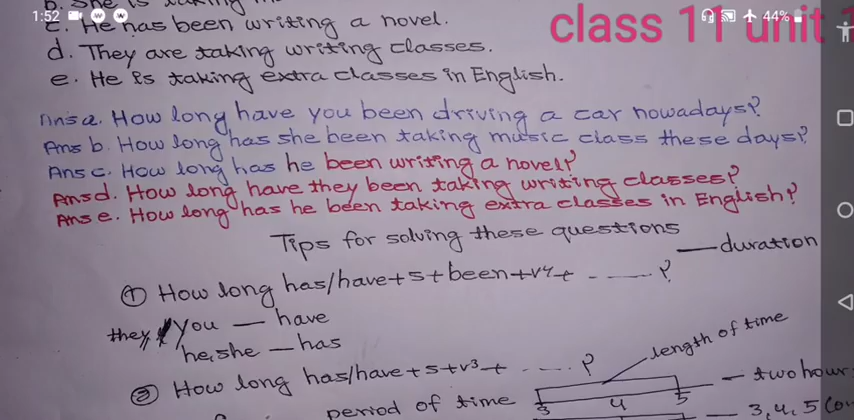 b. She is taking m
1:52 44%
c. He has been writing a novel.
class 11 unit 1
d. They are taking writing classes.
e. He is taking extra classes in English.
Ans a. How long have you been driving a car nowadays?
Ans b. How long has she been taking music class these days?
Ans c. How long has he been writing a novel?
Ans d. How long have they been taking writing classes?
Ans e. How long has he been taking extra classes in English?
Tips for solving these questions
— duration
① How long has/have+s+been+v4+ ------?
they/you — have
he, she — has
length of time
② How long has/have+s+v3+ ----?
— two hour
period of time 3 4 5
3, 4, 5